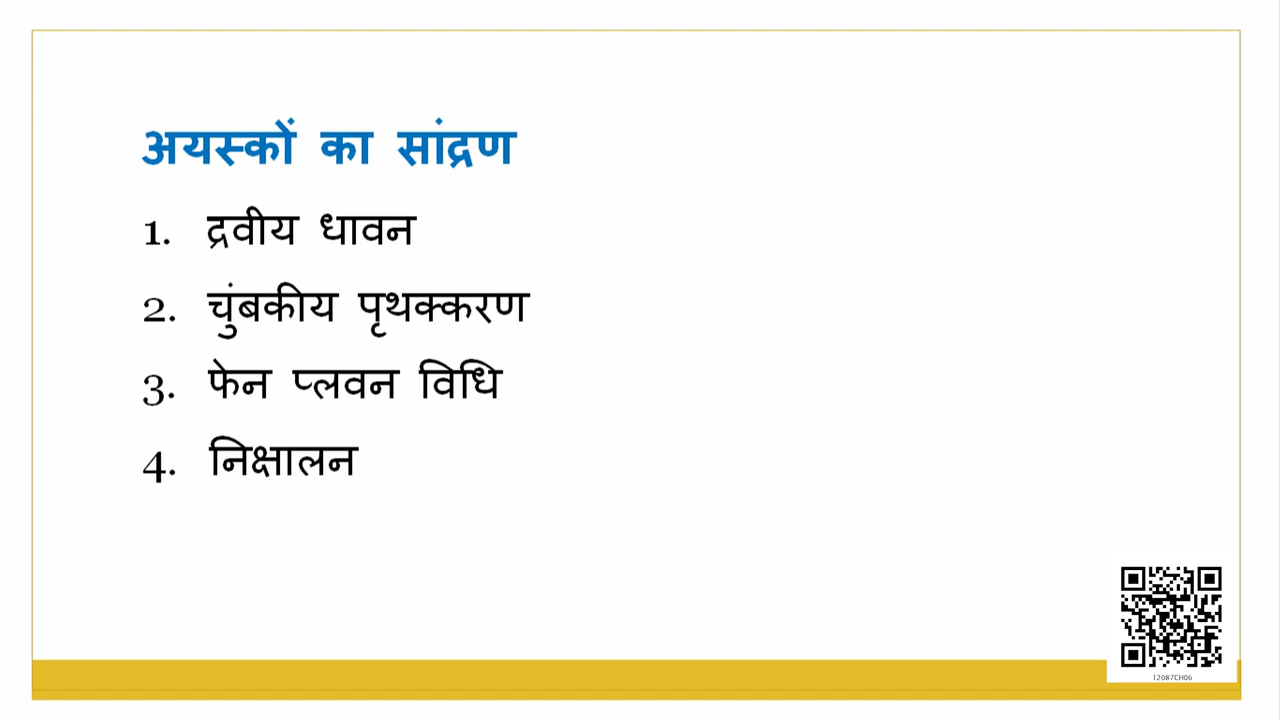 अयस्कों का सांद्रण
1. द्रवीय धावन
2. चुंबकीय पृथक्करण
3. फेन प्लवन विधि
4. निक्षालन
12087CH06